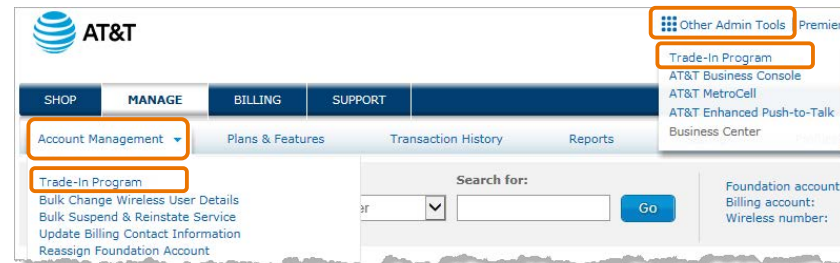 AT&T
Other Admin Tools
Premier
Trade-In Program
AT&T Business Console
AT&T MetroCell
AT&T Enhanced Push-to-Talk
Business Center
SHOP MANAGE BILLING SUPPORT
Account Management Plans & Features Transaction History Reports
Trade-In Program
Bulk Change Wireless User Details
Bulk Suspend & Reinstate Service
Update Billing Contact Information
Reassign Foundation Account
er
Search for:
Go
Foundation account
Billing account:
Wireless number: